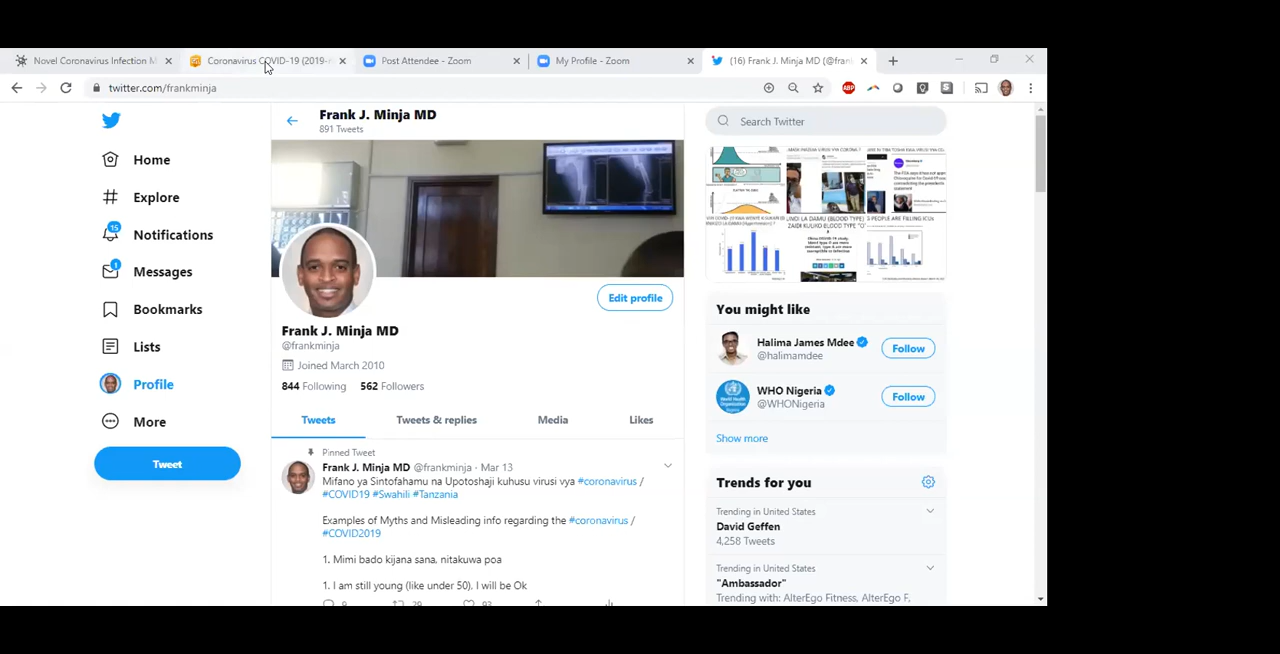 Novel Coronavirus Infection M
Coronavirus COVID-19 (2019-n
Post Attendee - Zoom
My Profile - Zoom
(16) Frank J. Minja MD (@fran
twitter.com/frankminja
ABP
Home
Explore
15
Notifications
1
Messages
Bookmarks
Lists
Profile
More
Tweet
Frank J. Minja MD
891 Tweets
Edit profile
Frank J. Minja MD
@frankminja
Joined March 2010
844 Following 562 Followers
Tweets
Tweets & replies
Media
Likes
Pinned Tweet
Frank J. Minja MD @frankminja · Mar 13
Mifano ya Sintofahamu na Upotoshaji kuhusu virusi vya #coronavirus /
#COVID19 #Swahili #Tanzania
Examples of Myths and Misleading info regarding the #coronavirus /
#COVID2019
1. Mimi bado kijana sana, nitakuwa poa
1. I am still young (like under 50), I will be Ok
Search Twitter
You might like
Halima James Mdee
@halimamdee
Follow
WHO Nigeria
@WHONigeria
Follow
Show more
Trends for you
Trending in United States
David Geffen
4,258 Tweets
Trending in United States
"Ambassador"
Trending with: AlterEgo Fitness, AlterEgo F,